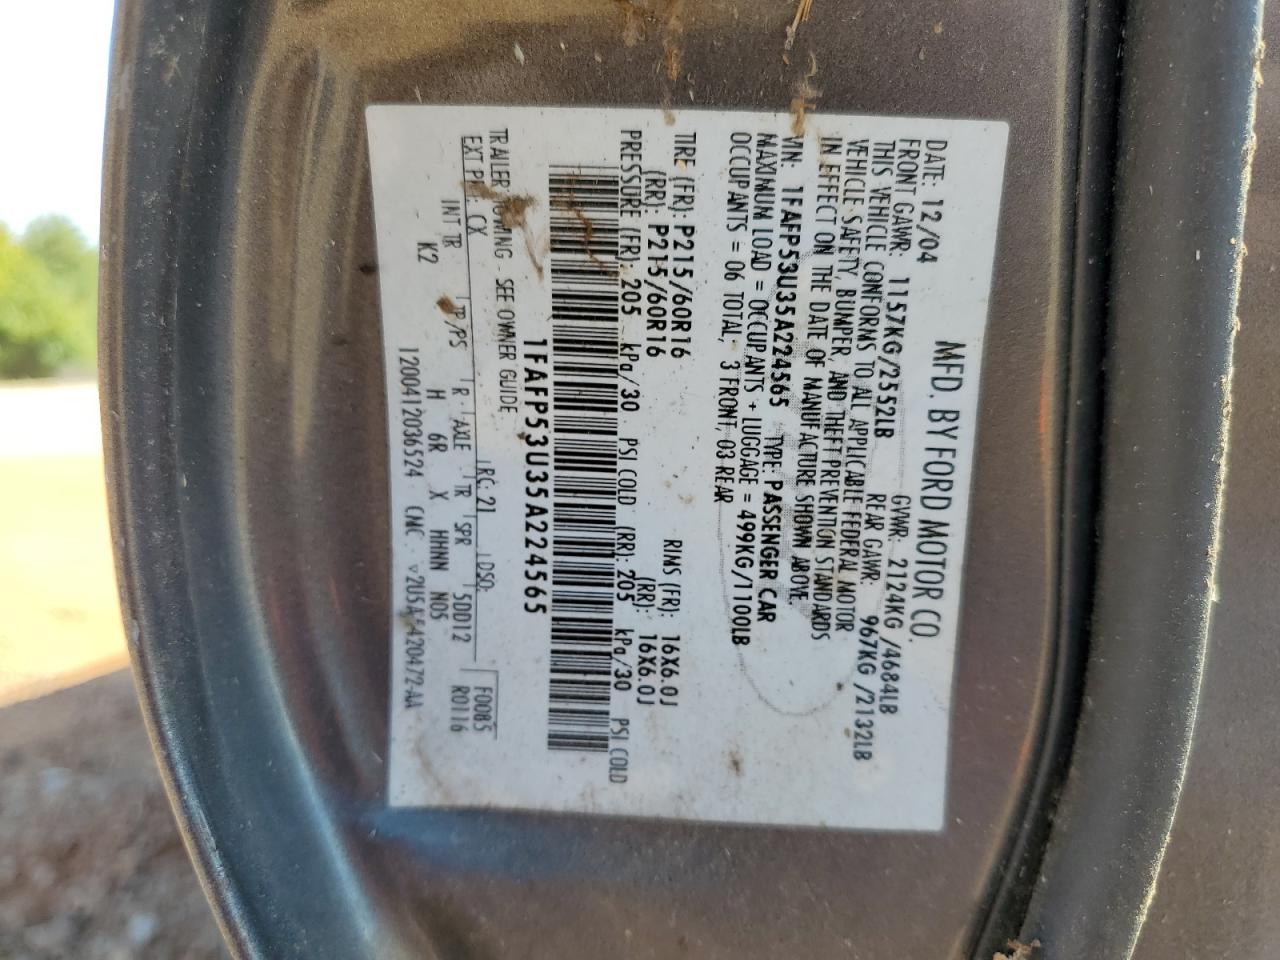 MFD. BY FORD MOTOR CO.
DATE: 12/04 GVWR: 2124KG /4684LB
FRONT GAWR: 1157KG/2552LB REAR GAWR: 967KG /2132LB
THIS VEHICLE CONFORMS TO ALL APPLICABLE FEDERAL MOTOR
VEHICLE SAFETY, BUMPER, AND THEFT PREVENTION STANDARDS
IN EFFECT ON THE DATE OF MANUFACTURE SHOWN ABOVE.
VIN: 1FAFP53U35A224565 TYPE: PASSENGER CAR
MAXIMUM LOAD = OCCUPANTS + LUGGAGE = 499KG/1100LB
OCCUPANTS = 06 TOTAL, 3 FRONT, 03 REAR
TIRE (FR): P215/60R16 RIMS (FR): 16X6.0J
(RR): P215/60R16 (RR): 16X6.0J
PRESSURE (FR): 205 kPa/30 PSI COLD (RR): 205 kPa/30 PSI COLD
1FAFP53U35A224565
TRAILER TOWING - SEE OWNER GUIDE
EXT PNT: CX RC: 21 DSO: F0085
INT TR TP/PS R AXLE TR SPR 5DD12 R0116
K2 H 6R X HHNN N05
1200412036524 CNC